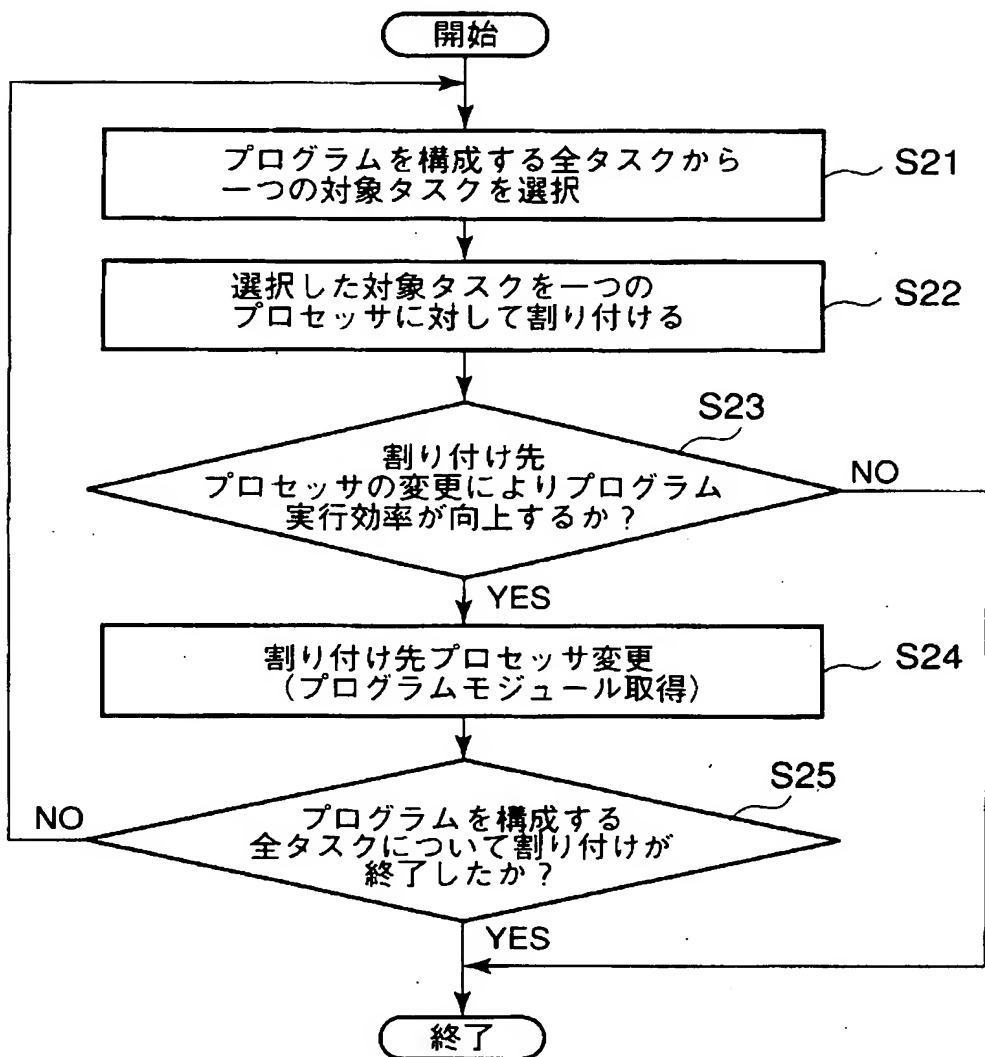 開始
プログラムを構成する全タスクから
一つの対象タスクを選択
S21
選択した対象タスクを一つの
プロセッサに対して割り付ける
S22
S23
割り付け先
プロセッサの変更によりプログラム
実行効率が向上するか?
NO
YES
割り付け先プロセッサ変更
(プログラムモジュール取得)
S24
S25
プログラムを構成する
全タスクについて割り付けが
終了したか?
NO
YES
終了